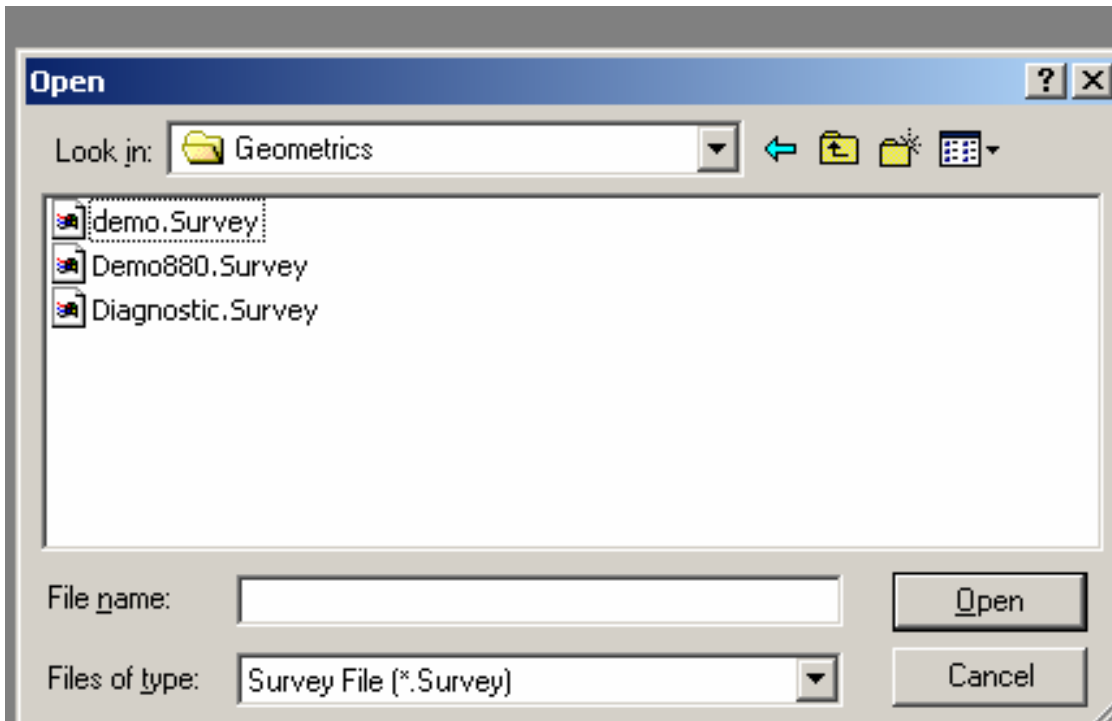 Open
Look in: Geometrics
demo.Survey
Demo880.Survey
Diagnostic.Survey
File name: Open
Files of type: Survey File (*.Survey) Cancel